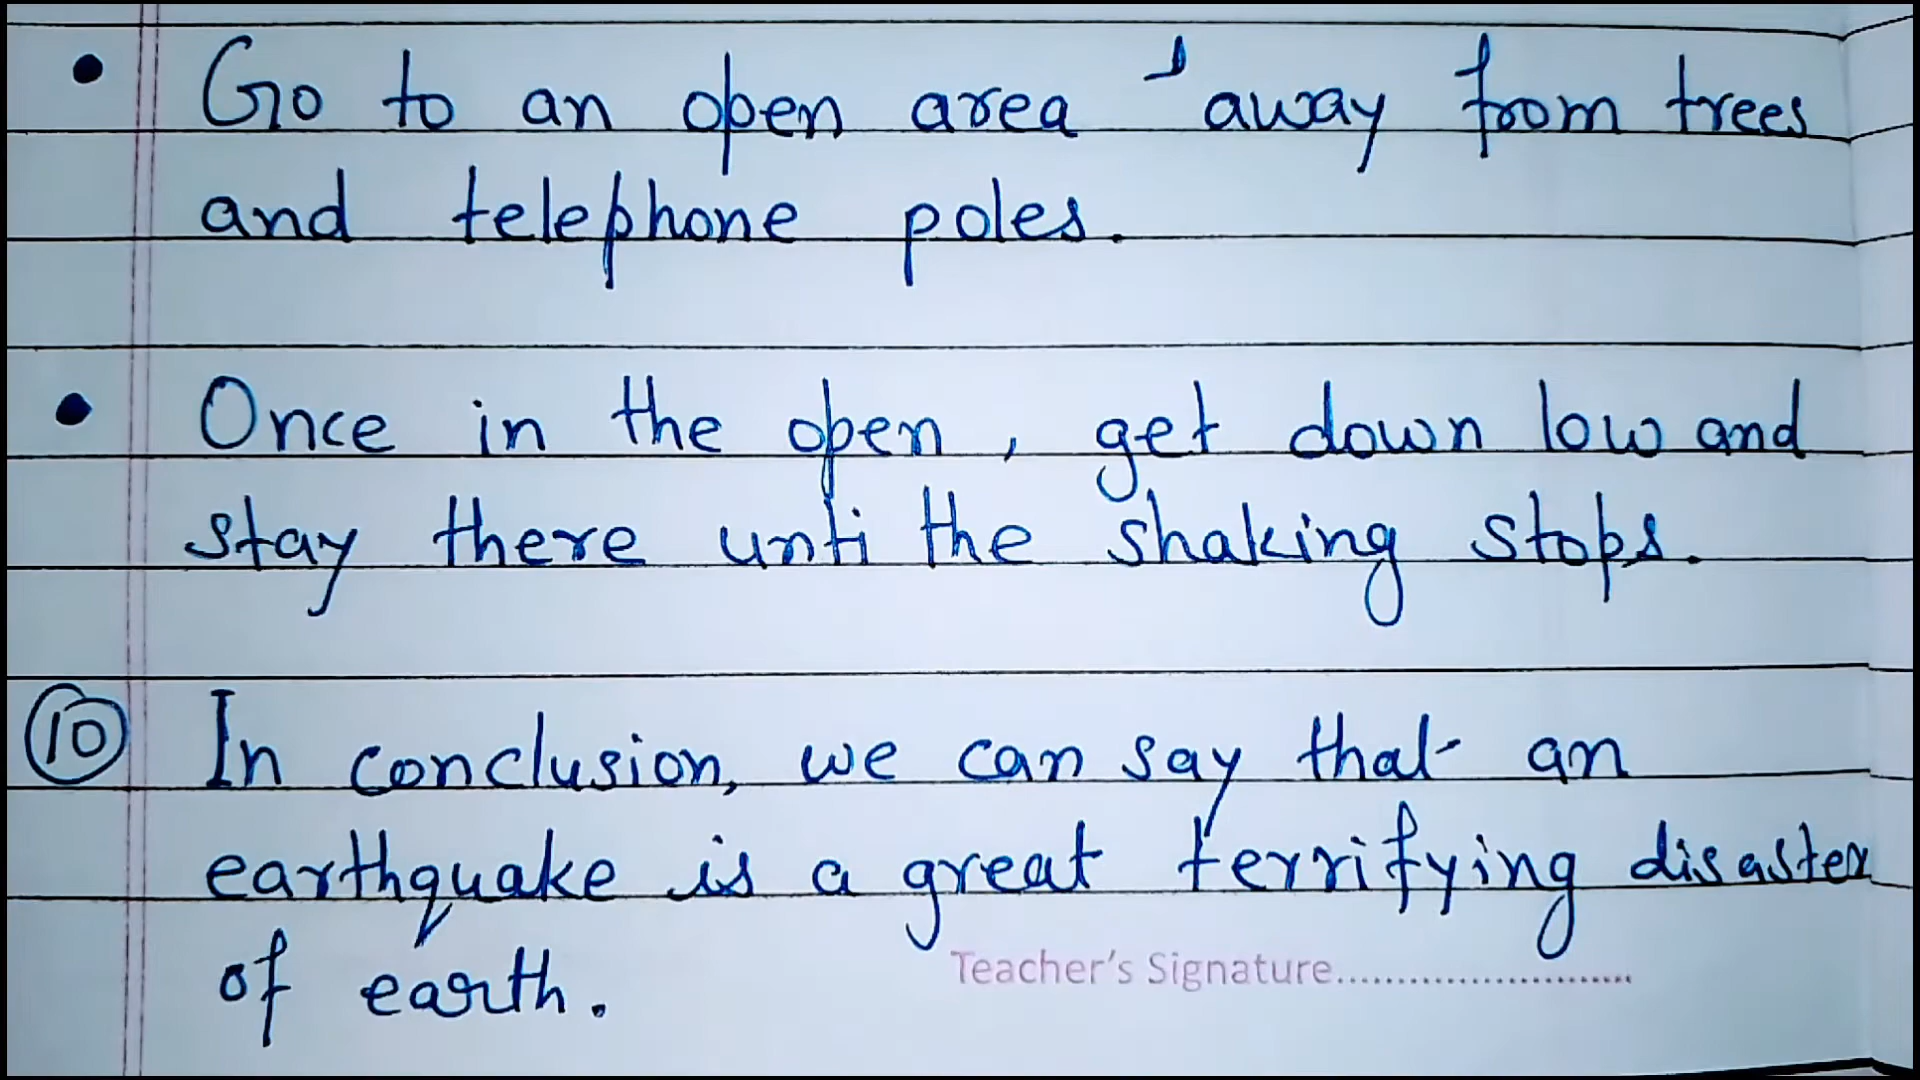 • Go to an open area away from trees
and telephone poles.
• Once in the open, get down low and
stay there unti the shaking stops.
10 In conclusion, we can say that an
earthquake is a great terrifying disaster
of earth.
Teacher's Signature..........................